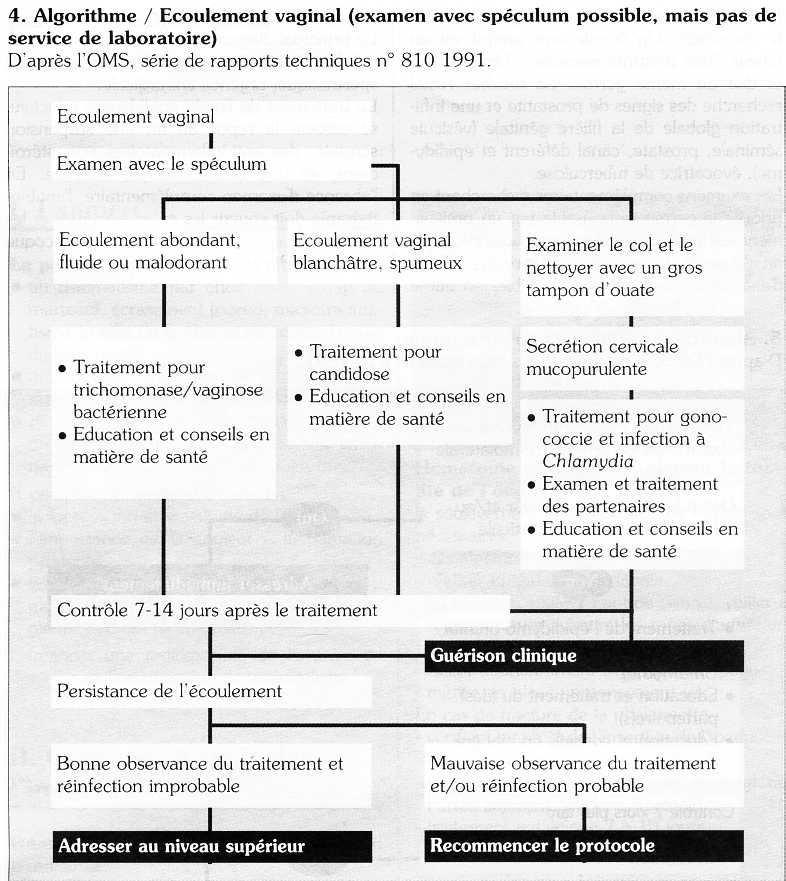 4. Algorithme / Ecoulement vaginal (examen avec spéculum possible, mais pas de
service de laboratoire)
D'après l'OMS, série de rapports techniques n° 810 1991.
Ecoulement vaginal
Examen avec le spéculum
Ecoulement abondant,
fluide ou malodorant
Ecoulement vaginal
blanchâtre, spumeux
Examiner le col et le
nettoyer avec un gros
tampon d'ouate
• Traitement pour
trichomonase/vaginose
bactérienne
• Education et conseils en
matière de santé
• Traitement pour
candidose
• Education et conseils en
matière de santé
Secrétion cervicale
mucopurulente
• Traitement pour gono-
coccie et infection à
Chlamydia
• Examen et traitement
des partenaires
• Education et conseils en
matière de santé
Contrôle 7-14 jours après le traitement
Guérison clinique
Persistance de l'écoulement
Bonne observance du traitement et
réinfection improbable
Mauvaise observance du traitement
et/ou réinfection probable
Adresser au niveau supérieur
Recommencer le protocole